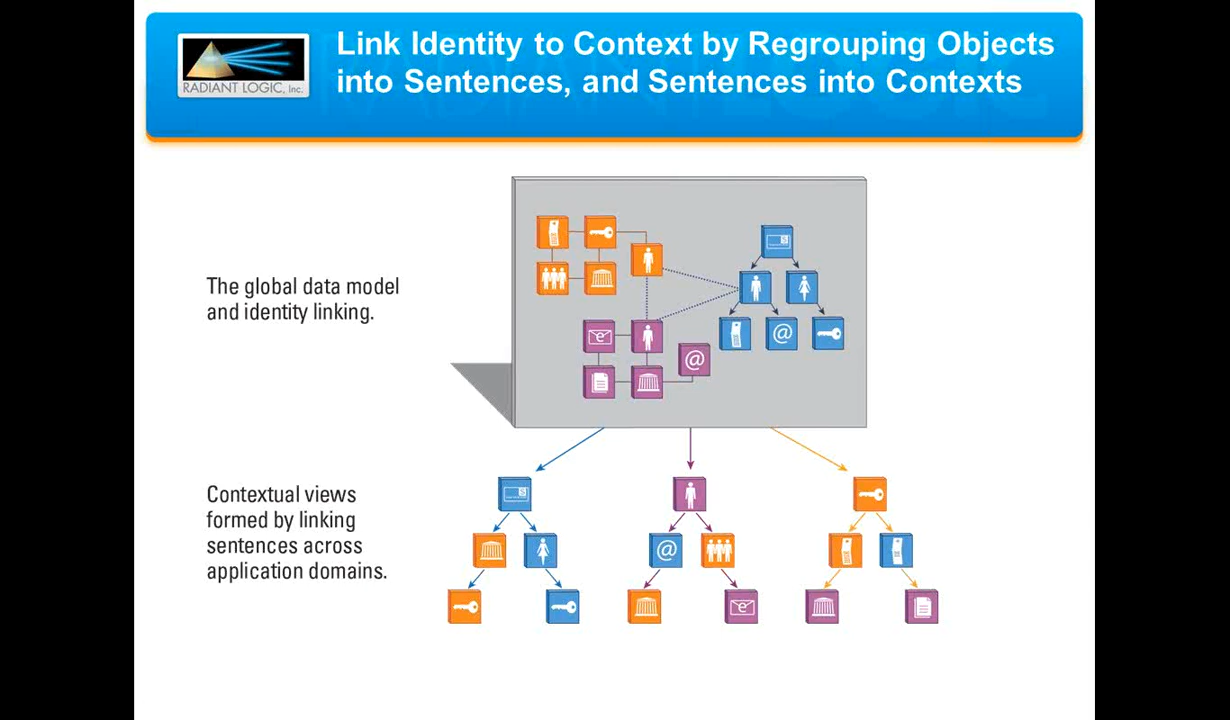 RADIANT LOGIC, Inc.
Link Identity to Context by Regrouping Objects
into Sentences, and Sentences into Contexts
The global data model
and identity linking.
$
@
e
@
Contextual views
formed by linking
sentences across
application domains.
$
@
e